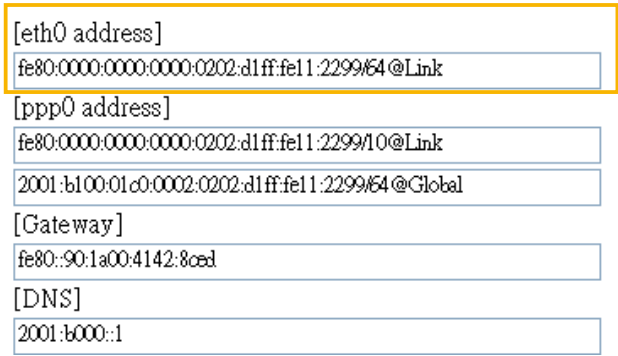 [eth0 address]
fe80:0000:0000:0000:0202:d1ff:fe11:2299/64@Link
[ppp0 address]
fe80:0000:0000:0000:0202:d1ff:fe11:2299/10@Link
2001:b100:01c0:0002:0202:d1ff:fe11:2299/64@Global
[Gateway]
fe80::90:1a00:4142:8ced
[DNS]
2001:b000::1